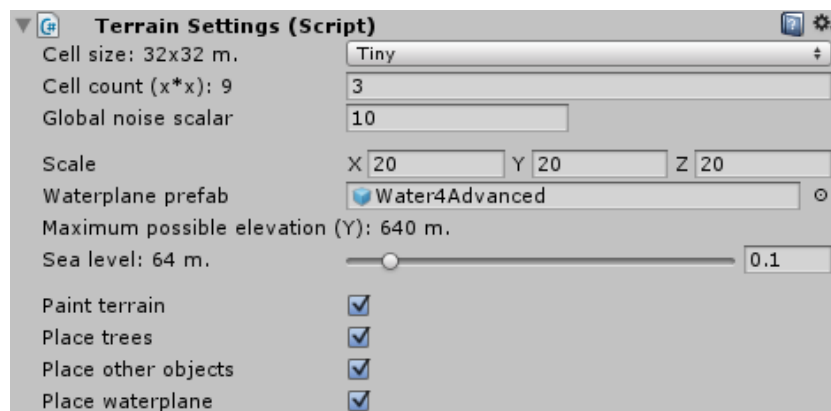 Terrain Settings (Script)
Cell size: 32x32 m. Tiny
Cell count (x*x): 9 3
Global noise scalar 10
Scale X 20 Y 20 Z 20
Waterplane prefab Water4Advanced
Maximum possible elevation (Y): 640 m.
Sea level: 64 m. 0.1
Paint terrain
Place trees
Place other objects
Place waterplane